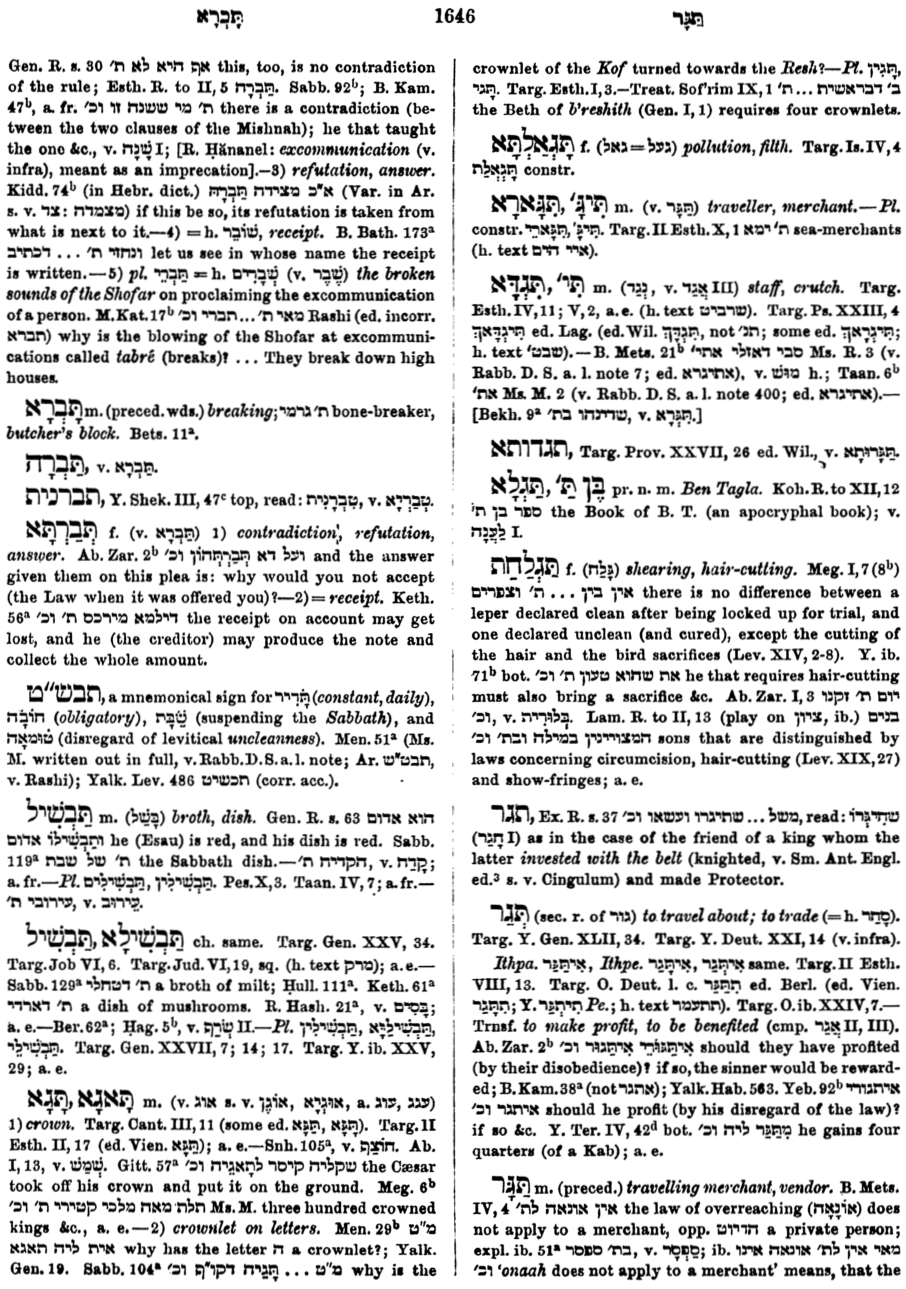 תָּבְרָא
1646
תַּגָּר
Gen. R. s. 30 אף היא לא ת׳ this, too, is no contradiction
of the rule; Esth. R. to II, 5 תַּבְרָה. Sabb. 92ᵇ; B. Kam.
47ᵇ, a. fr. ת׳ מי ששנה זו וכ׳ there is a contradiction (be-
tween the two clauses of the Mishnah); he that taught
the one &c., v. שָׁנָה I; [R. Ḥănanel: excommunication (v.
infra), meant as an imprecation].—3) refutation, answer.
Kidd. 74ᵇ (in Hebr. dict.) א״כ מצידה תַּבְרָהּ (Var. in Ar.
s. v. צד: מצמדה) if this be so, its refutation is taken from
what is next to it.—4) = h. שׁוֹבֵר, receipt. B. Bath. 173ᵃ
ונחזי ת׳ ... דכתיב let us see in whose name the receipt
is written.—5) pl. תַּבְרֵי = h. שְׁבָרִים (v. שֶׁבֶר) the broken
sounds of the Shofar on proclaiming the excommunication
of a person. M. Kat. 17ᵇ מאי ת׳...תברי וכ׳ Rashi (ed. incorr.
תברא) why is the blowing of the Shofar at excommuni-
cations called tabré (breaks)? ... They break down high
houses.
תַּבְרָא m. (preced. wds.) breaking; ת׳ גרמי bone-breaker,
butcher's block. Bets. 11ᵃ.
תַּבְרָה, v. תַּבְרָא.
תברנית, Y. Shek. III, 47ᶜ top, read: טְבֶרְנִית, v. טְבֶרְיָא.
תְּבַרְתָּא f. (v. תַּבְרָא) 1) contradiction, refutation,
answer. Ab. Zar. 2ᵇ ועל דא תְּבַרְתְּהוֹן וכ׳ and the answer
given them on this plea is: why would you not accept
(the Law when it was offered you)?—2) = receipt. Keth.
56ᵃ דילמא מירכס ת׳ וכ׳ the receipt on account may get
lost, and he (the creditor) may produce the note and
collect the whole amount.
תבש״ט, a mnemonical sign for תָּדִיר (constant, daily),
חוֹבָה (obligatory), שַׁבָּת (suspending the Sabbath), and
טוּמְאָה (disregard of levitical uncleanness). Men. 51ᵃ (Ms.
M. written out in full, v. Rabb. D. S. a. l. note; Ar. תבט״ש,
v. Rashi); Yalk. Lev. 486 תכשיט (corr. acc.).
תַּבְשִׁיל m. (בָּשַׁל) broth, dish. Gen. R. s. 63 הוא אדום
ותַבְשִׁילוֹ אדום he (Esau) is red, and his dish is red. Sabb.
119ᵃ ת׳ של שבת the Sabbath dish.—ת׳ הקדיח, v. קָדַח;
a. fr.—Pl. תַּבְשִׁילִין, תַּבְשִׁילִים. Pes. X, 3. Taan. IV, 7; a. fr.—
עירובי ת׳, v. עֵירוּב.
תַּבְשִׁילָא, תַּבְשִׁיל ch. same. Targ. Gen. XXV, 34.
Targ. Job VI, 6. Targ. Jud. VI, 19, sq. (h. text מרק); a. e.—
Sabb. 129ᵃ ת׳ דטחלי a broth of milt; Ḥull. 111ᵃ. Keth. 61ᵃ
ת׳ דארדי a dish of mushrooms. R. Hash. 21ᵃ, v. בַּסִּים;
a. e.—Ber. 62ᵃ; Ḥag. 5ᵇ, v. שָׂרַף II.—Pl. תַּבְשִׁילִין, תַּבְשִׁילַיָּא,
תַּבְשִׁילֵי. Targ. Gen. XXVII, 7; 14; 17. Targ. Y. ib. XXV,
29; a. e.
תָּגָא, תָּאגָא m. (v. אוג s. v. אוֹגֶן, אוּגְיָא, a. עוג, עגג)
1) crown. Targ. Cant. III, 11 (some ed. תַּגָּא, תַּגָא). Targ. II
Esth. II, 17 (ed. Vien. תַּגָּא); a. e.—Snh. 105ᵃ, v. חוֹצֶף. Ab.
I, 13, v. שְׁמַשׁ. Gitt. 57ᵃ שקליה קיסר לתָאגֵיה וכ׳ the Cæsar
took off his crown and put it on the ground. Meg. 6ᵇ
תלת מאה מלכי קטירי ת׳ וכ׳ Ms. M. three hundred crowned
kings &c., a. e.—2) crownlet on letters. Men. 29ᵇ מ״ט
אית ליה תאגא why has the letter ה a crownlet?; Yalk.
Gen. 19. Sabb. 104ᵃ מ״ט ... תָּגֵיה דקו״ף וכ׳ why is the
crownlet of the Kof turned towards the Resh?—Pl. תָּגִין,
תָּגֵי. Targ. Esth. I, 3.—Treat. Sof'rim IX, 1 ב׳ דבראשית ... ת׳
the Beth of b'reshith (Gen. I, 1) requires four crownlets.
תְּגַאַלְתָּא f. (גאל=געל) pollution, filth. Targ. Is. IV, 4
תְּגָאֲלַת constr.
תִּיגָּ׳, תִּגָּארָא m. (v. תַּגָּר) traveller, merchant.—Pl.
constr. תִּגָּארֵי, תִּיגָּ׳. Targ. II Esth. X, 1 ת׳ ימא sea-merchants
(h. text איי הים).
תִּי׳, תִּגְדָא m. (נגד, v. אֲגַד III) staff, crutch. Targ.
Esth. IV, 11; V, 2, a. e. (h. text שרביט). Targ. Ps. XXIII, 4
תִּיגְדָּאָךְ ed. Lag. (ed. Wil. תִּגְדָּךְ, not תג׳; some ed. תִּיגְרָאָךְ;
h. text שבט׳).—B. Mets. 21ᵇ סבי דאזלי אתי׳ Ms. R. 3 (v.
Rabb. D. S. a. l. note 7; ed. אתיגרא), v. מוּשׁ h.; Taan. 6ᵇ
את׳ Ms. M. 2 (v. Rabb. D. S. a. l. note 400; ed. אתיגרא).—
[Bekh. 9ᵃ שדינהו בת׳, v. תִּגְרָא.]
תגדותא, Targ. Prov. XXVII, 26 ed. Wil., v. תַּגָּרוּתָא.
בֶּן תַּ׳, תַּגְלָא pr. n. m. Ben Tagla. Koh. R. to XII, 12
ספר בן ת׳ the Book of B. T. (an apocryphal book); v.
לַעֲנָה I.
תִּגְלַחַת f. (גָּלַח) shearing, hair-cutting. Meg. I, 7 (8ᵇ)
אין בין ... ת׳ וצפרים there is no difference between a
leper declared clean after being locked up for trial, and
one declared unclean (and cured), except the cutting of
the hair and the bird sacrifices (Lev. XIV, 2-8). Y. ib.
71ᵇ bot. את שהוא טעון ת׳ וכ׳ he that requires hair-cutting
must also bring a sacrifice &c. Ab. Zar. I, 3 יום ת׳ זקנו
וכ׳, v. בְּלוֹרִית. Lam. R. to II, 13 (play on ציון, ib.) בנים
המצויינין במילה ובת׳ וכ׳ sons that are distinguished by
laws concerning circumcision, hair-cutting (Lev. XIX, 27)
and show-fringes; a. e.
תגר, Ex. R. s. 37 משל ... שתיגרו ועשאו וכ׳, read: שחִיגְּרוֹ
(חָגַר I) as in the case of the friend of a king whom the
latter invested with the belt (knighted, v. Sm. Ant. Engl.
ed.³ s. v. Cingulum) and made Protector.
תַּגַּר (sec. r. of גור) to travel about; to trade (= h. סָחַר).
Targ. Y. Gen. XLII, 34. Targ. Y. Deut. XXI, 14 (v. infra).
Ithpa. אִיתַּגַּר, Ithpe. אִיתְּגַר, אִיתַּגַר same. Targ. II Esth.
VIII, 13. Targ. O. Deut. l. c. תִתַּגַּר ed. Berl. (ed. Vien.
תִּתְּגַר; Y. תִיתְּגַר Pe.; h. text תתעמר). Targ. O. ib. XXIV, 7.—
Trnsf. to make profit, to be benefited (cmp. אֲגַר II, III).
Ab. Zar. 2ᵇ אִיתַּגּוּרֵי אִיתַּגוּר וכ׳ should they have profited
(by their disobedience)? if so, the sinner would be reward-
ed; B. Kam. 38ᵃ (not אתגר); Yalk. Hab. 563. Yeb. 92ᵇ איתגורי
איתגר וכ׳ should he profit (by his disregard of the law)?
if so &c. Y. Ter. IV, 42ᵈ bot. מִתַּגַּר ליה וכ׳ he gains four
quarters (of a Kab); a. e.
תַּגָּר m. (preced.) travelling merchant, vendor. B. Mets.
IV, 4 אין אונאה לת׳ the law of overreaching (אוֹנָאָה) does
not apply to a merchant, opp. הדיוט a private person;
expl. ib. 51ᵃ בת׳ ספסר, v. סַפְסֵר; ib. מאי אין לת׳ אונאה אינו
וכ׳ 'onaah does not apply to a merchant' means, that the